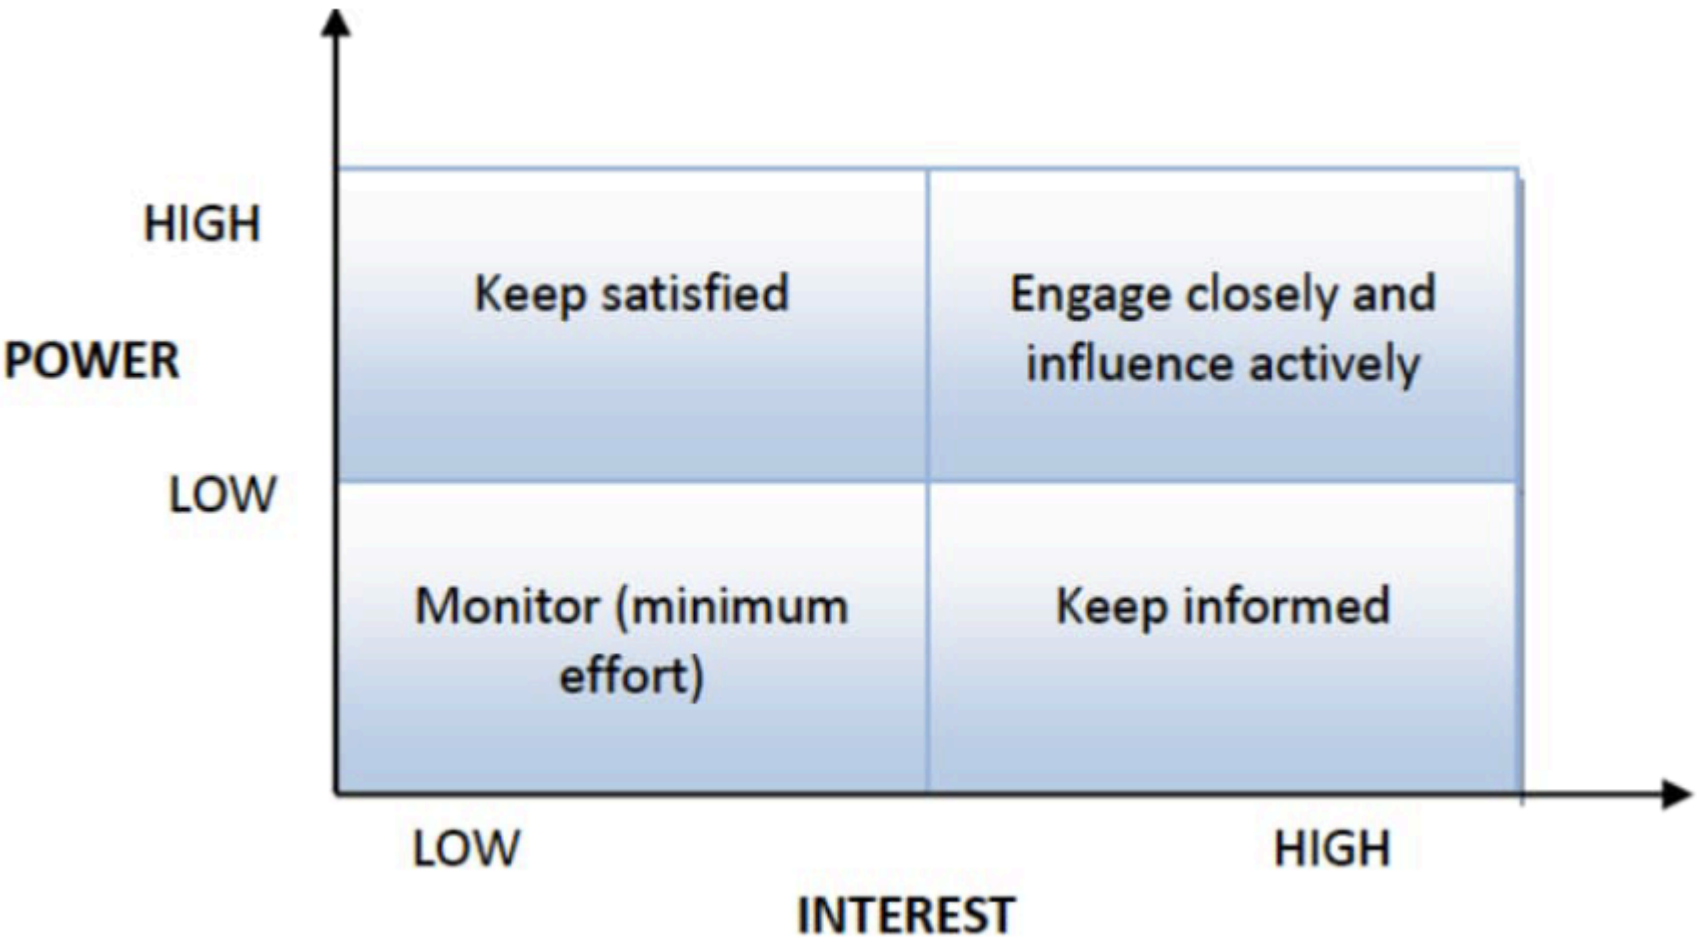 HIGH
Keep satisfied
Engage closely and
influence actively
POWER
LOW
Monitor (minimum
effort)
Keep informed
LOW
HIGH
INTEREST